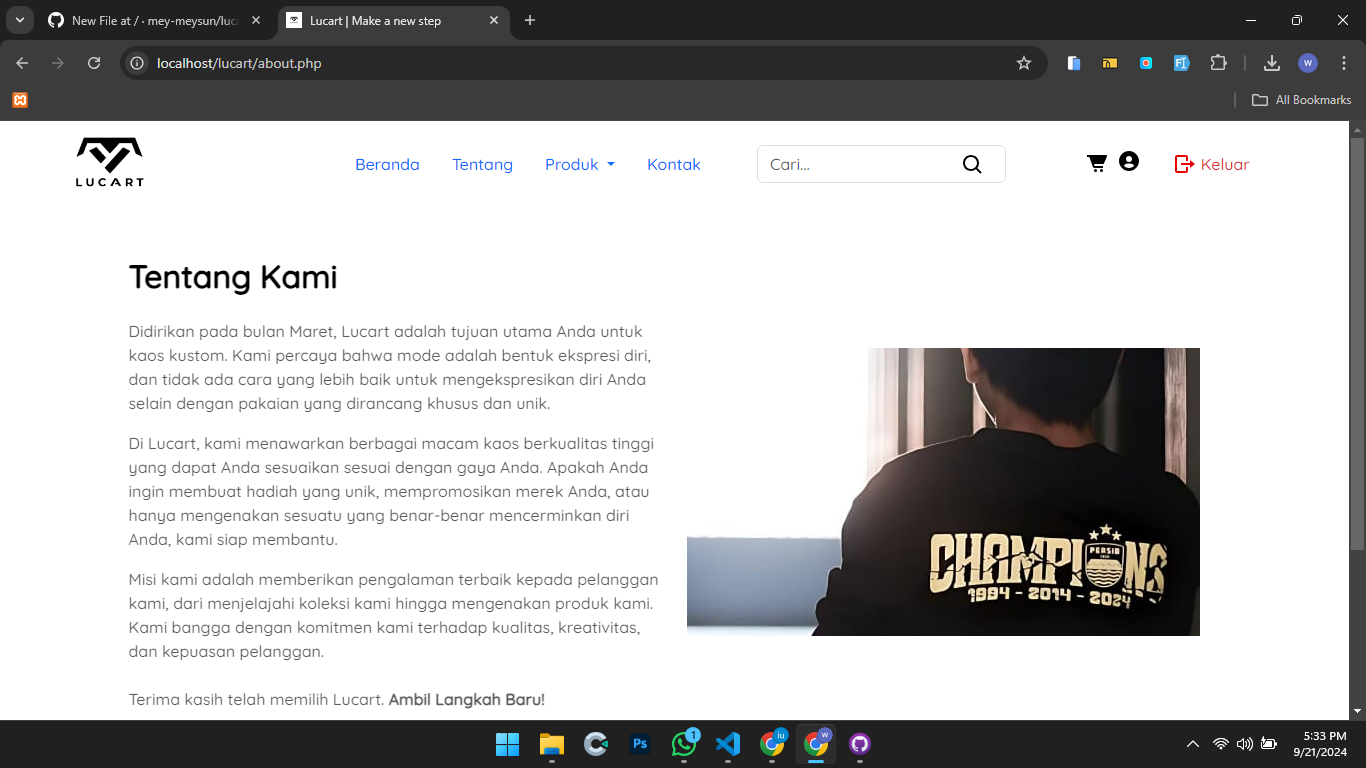 New File at / · mey-meysun/luc
Lucart | Make a new step
localhost/lucart/about.php
W
All Bookmarks
LUCART
Beranda
Tentang
Produk
Kontak
Cari...
Keluar
Tentang Kami
Didirikan pada bulan Maret, Lucart adalah tujuan utama Anda untuk
kaos kustom. Kami percaya bahwa mode adalah bentuk ekspresi diri,
dan tidak ada cara yang lebih baik untuk mengekspresikan diri Anda
selain dengan pakaian yang dirancang khusus dan unik.
Di Lucart, kami menawarkan berbagai macam kaos berkualitas tinggi
yang dapat Anda sesuaikan sesuai dengan gaya Anda. Apakah Anda
ingin membuat hadiah yang unik, mempromosikan merek Anda, atau
hanya mengenakan sesuatu yang benar-benar mencerminkan diri
Anda, kami siap membantu.
Misi kami adalah memberikan pengalaman terbaik kepada pelanggan
kami, dari menjelajahi koleksi kami hingga mengenakan produk kami.
Kami bangga dengan komitmen kami terhadap kualitas, kreativitas,
dan kepuasan pelanggan.
Terima kasih telah memilih Lucart. Ambil Langkah Baru!
CHAMPIONS
PERSIB
1994 - 2014 - 2024
Ps
1
iu
W
5:33 PM
9/21/2024